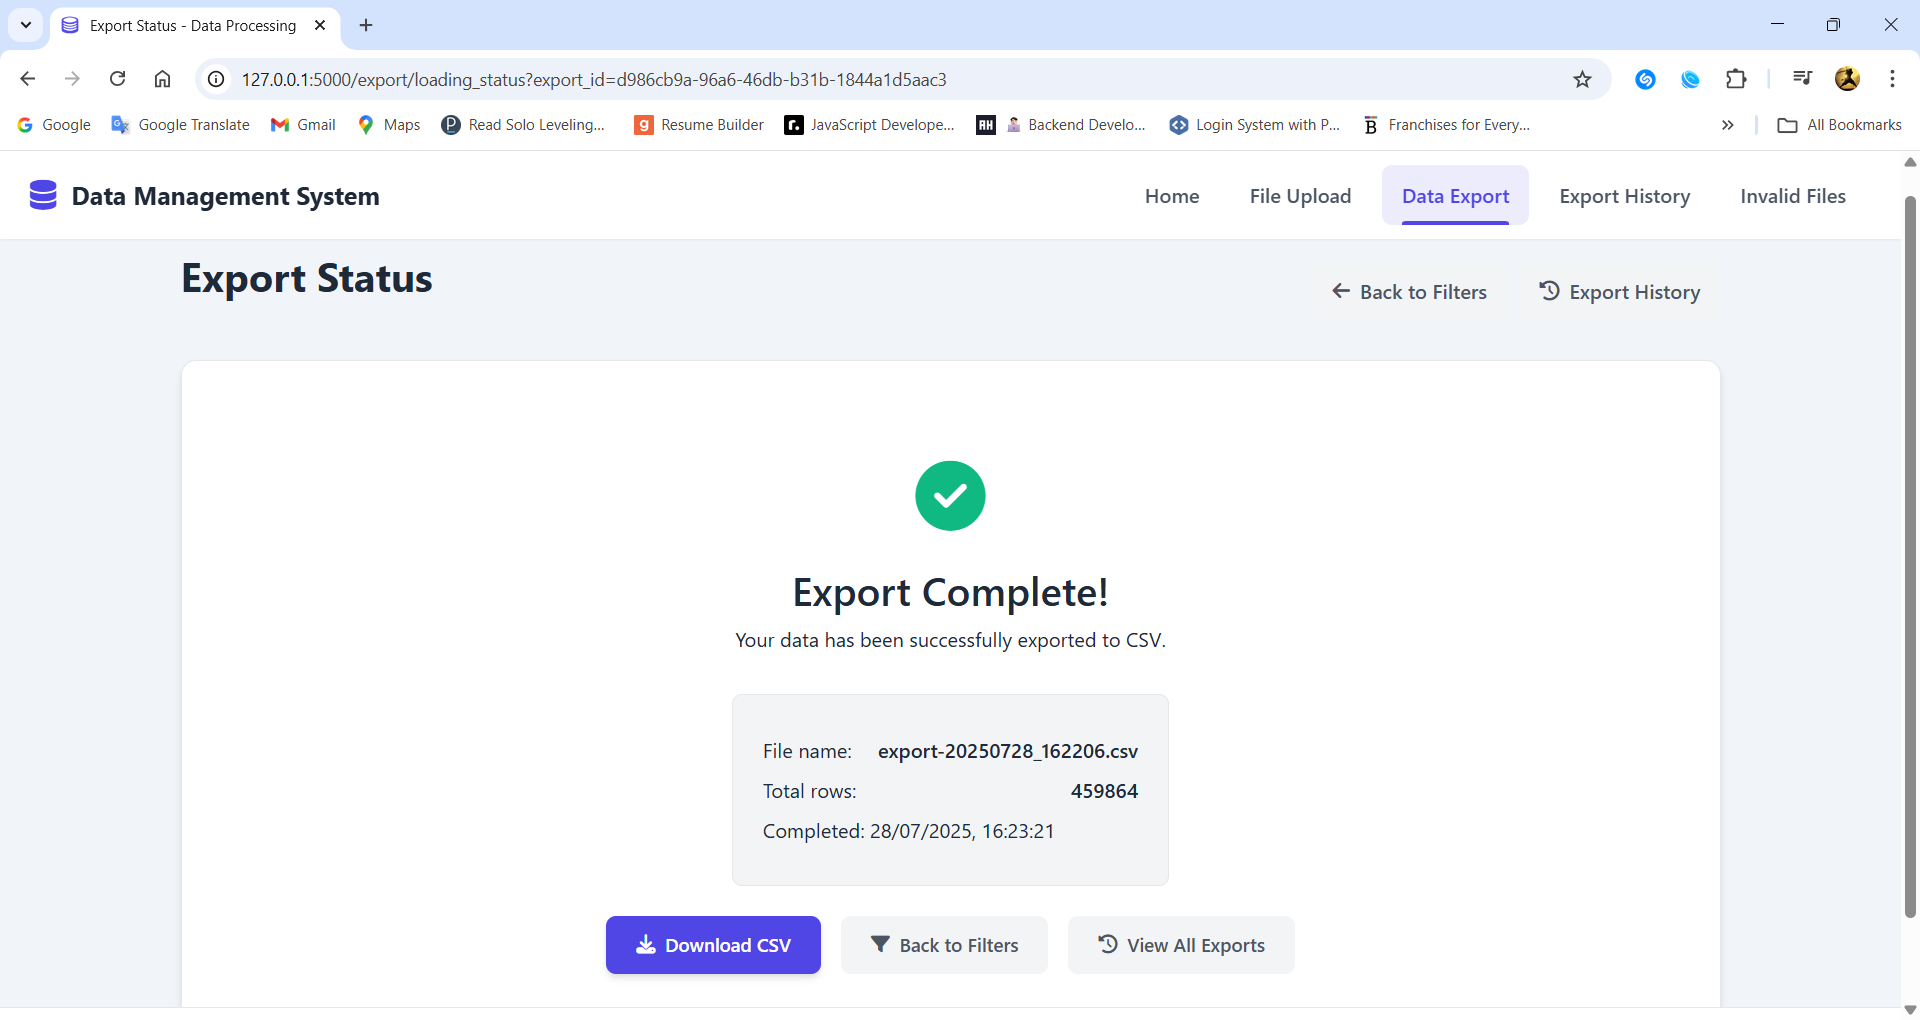 Export Status - Data Processing
127.0.0.1:5000/export/loading_status?export_id=d986cb9a-96a6-46db-b31b-1844a1d5aac3
Google Google Translate Gmail Maps Read Solo Leveling... Resume Builder JavaScript Develope... Backend Develo... Login System with P... Franchises for Every... All Bookmarks
Data Management System Home File Upload Data Export Export History Invalid Files
Export Status
Back to Filters Export History
Export Complete!
Your data has been successfully exported to CSV.
File name: export-20250728_162206.csv
Total rows: 459864
Completed: 28/07/2025, 16:23:21
Download CSV Back to Filters View All Exports